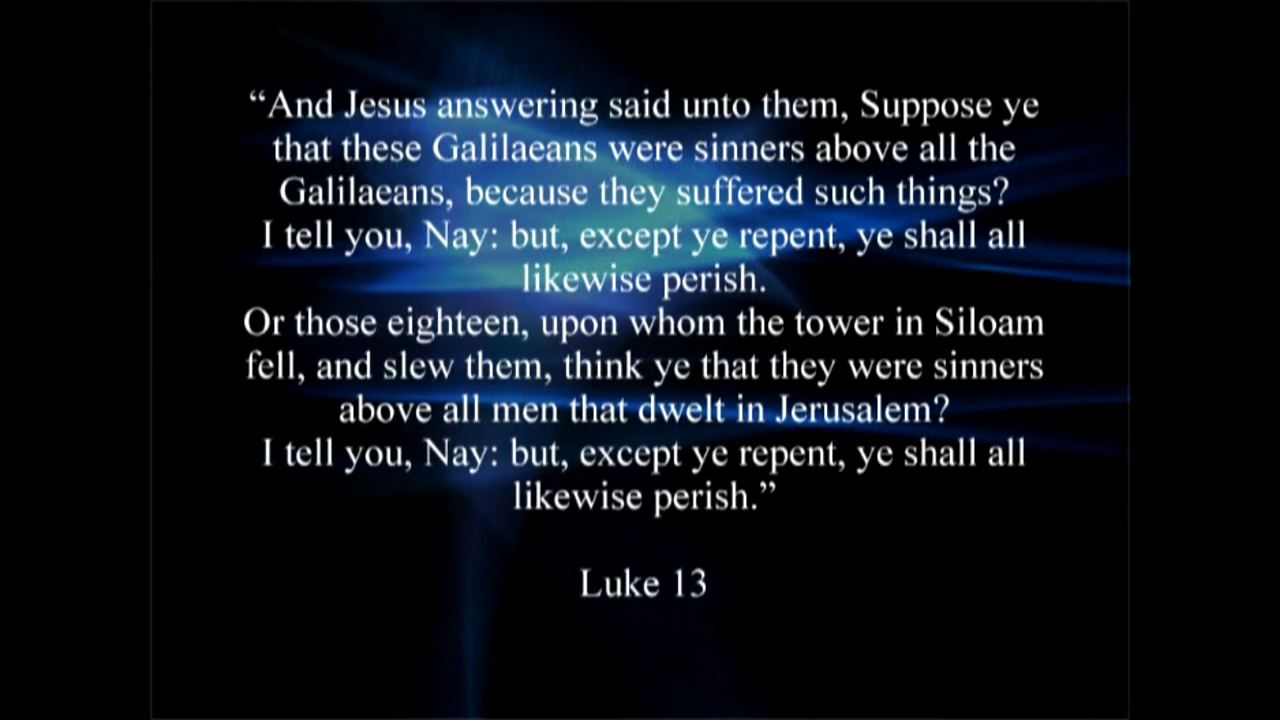 “And Jesus answering said unto them, Suppose ye
that these Galilaeans were sinners above all the
Galilaeans, because they suffered such things?
I tell you, Nay: but, except ye repent, ye shall all
likewise perish.
Or those eighteen, upon whom the tower in Siloam
fell, and slew them, think ye that they were sinners
above all men that dwelt in Jerusalem?
I tell you, Nay: but, except ye repent, ye shall all
likewise perish.”
Luke 13